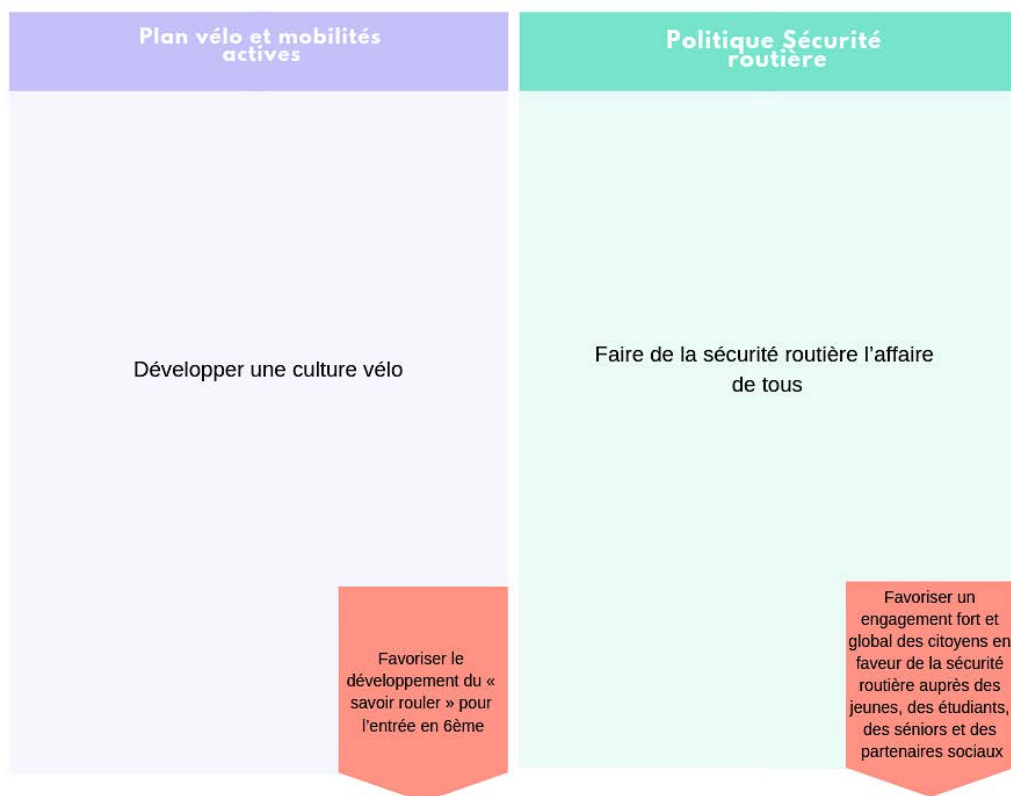 Plan vélo et mobilités
actives
Développer une culture vélo
Favoriser le
développement du «
savoir rouler » pour
l'entrée en 6ème
Politique Sécurité
routière
Faire de la sécurité routière l'affaire
de tous
Favoriser un
engagement fort et
global des citoyens en
faveur de la sécurité
routière auprès des
jeunes, des étudiants,
des séniors et des
partenaires sociaux